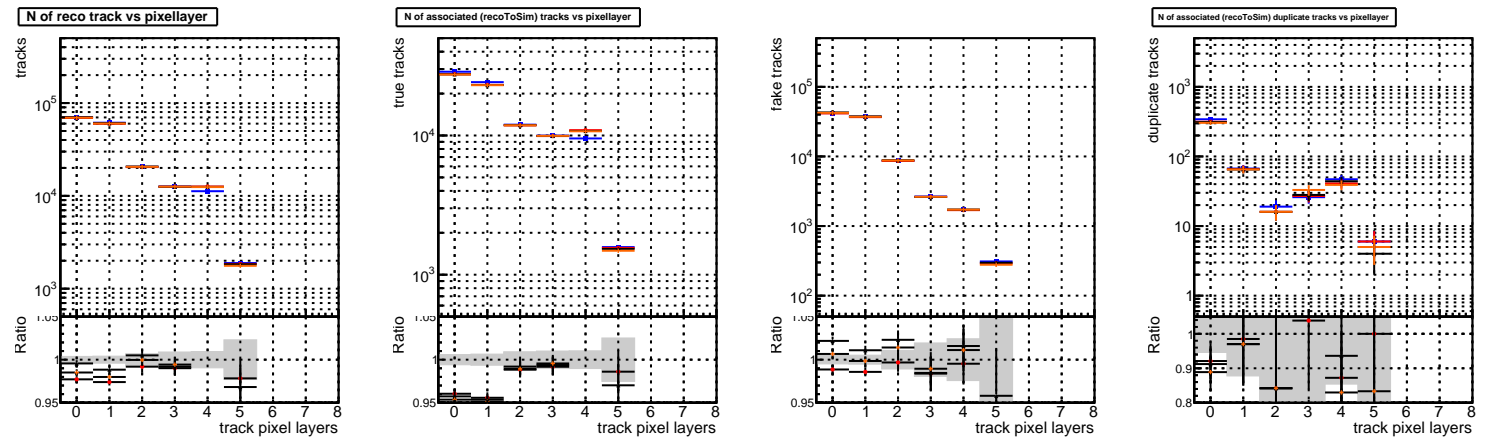 N of reco track vs pixellayer
tracks
10^5
10^4
10^3
Ratio
1.05
1
0.95
0 1 2 3 4 5 6 7 8
track pixel layers
N of associated (recoToSim) tracks vs pixellayer
true tracks
10^4
10^3
Ratio
1.05
1
0.95
0 1 2 3 4 5 6 7 8
track pixel layers
fake tracks
10^5
10^4
10^3
10^2
Ratio
1.05
1
0.95
0 1 2 3 4 5 6 7 8
track pixel layers
N of associated (recoToSim) duplicate tracks vs pixellayer
duplicate tracks
10^3
10^2
10
1
Ratio
1
0.9
0.8
0 1 2 3 4 5 6 7 8
track pixel layers